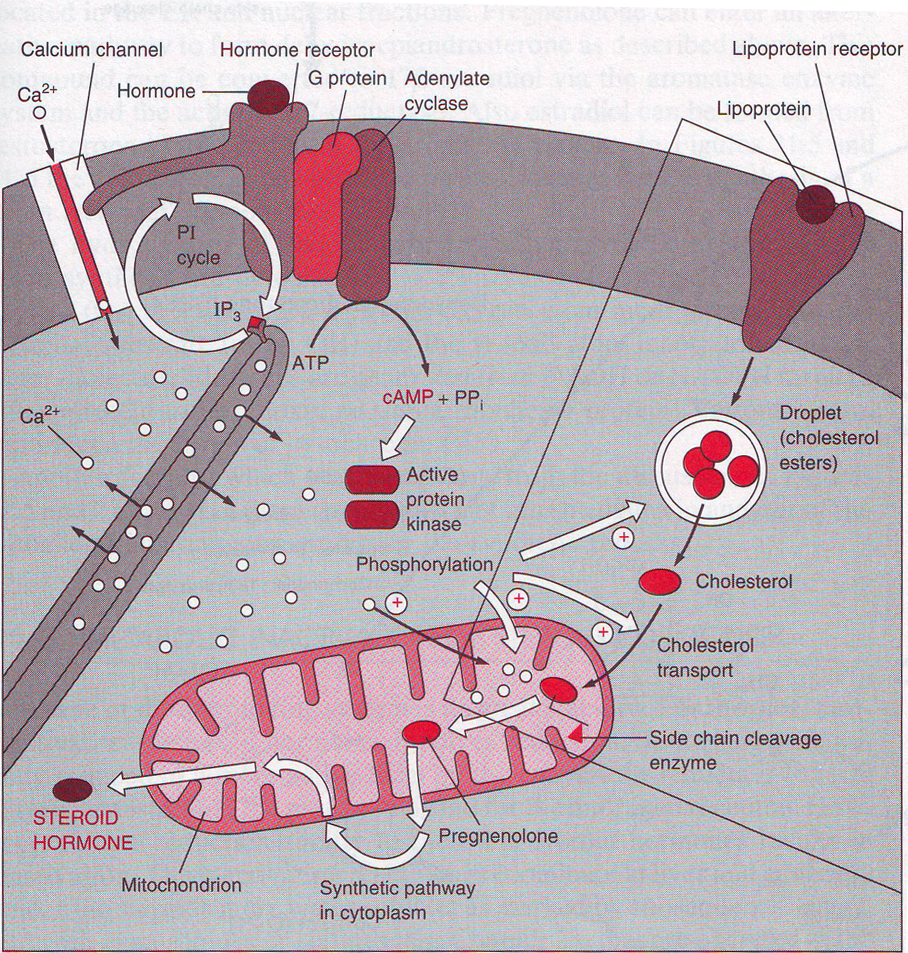 Calcium channel
Hormone receptor
Lipoprotein receptor
Ca2+
Hormone
G protein
Adenylate
cyclase
Lipoprotein
PI
cycle
IP3
ATP
cAMP + PPi
Ca2+
Droplet
(cholesterol
esters)
Active
protein
kinase
+
Phosphorylation
Cholesterol
+
+
+
Cholesterol
transport
Side chain cleavage
enzyme
STEROID
HORMONE
Pregnenolone
Mitochondrion
Synthetic pathway
in cytoplasm